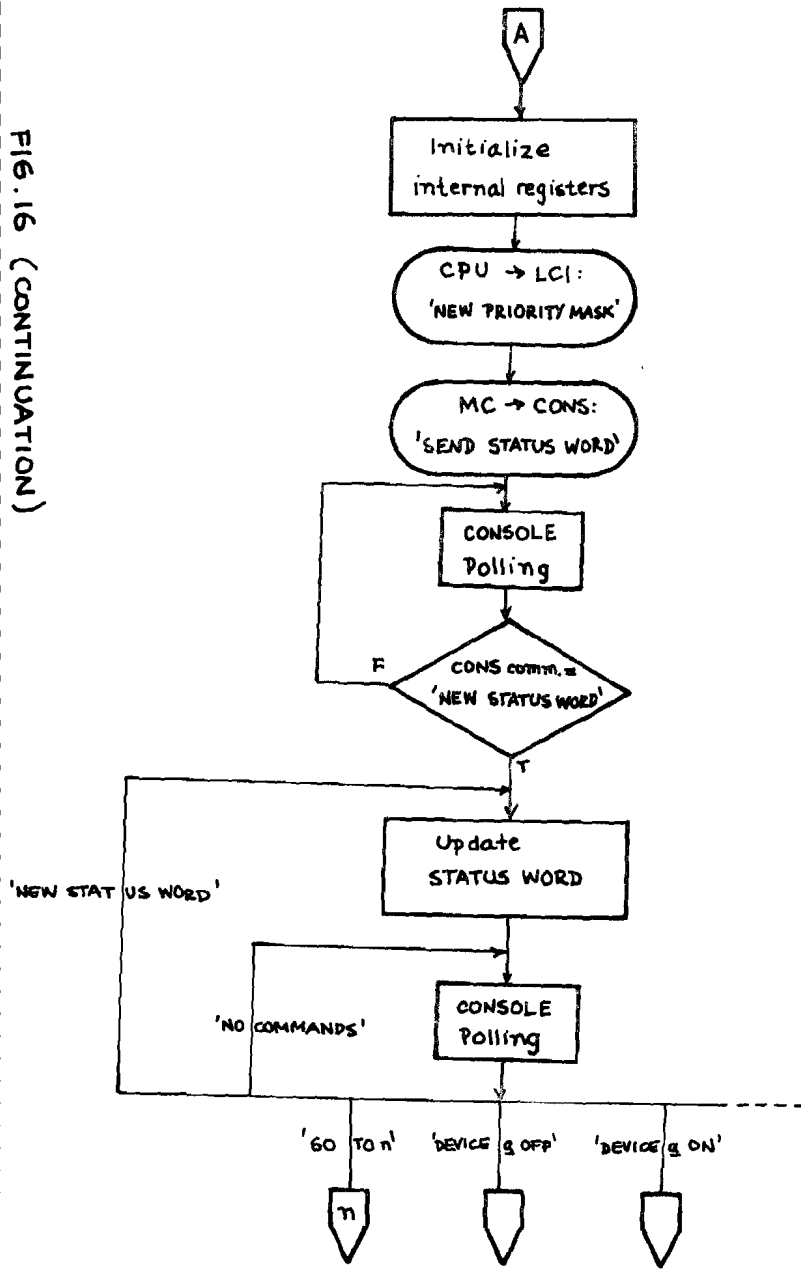 A
Initialize
internal registers
CPU → LCI:
'NEW PRIORITY MASK'
MC → CONS:
'SEND STATUS WORD'
CONSOLE
Polling
F
CONS comm. =
'NEW STATUS WORD'
T
Update
STATUS WORD
'NEW STATUS WORD'
CONSOLE
Polling
'NO COMMANDS'
'GO TO n'
'DEVICE g OFF'
'DEVICE g ON'
n
FIG.16 (CONTINUATION)